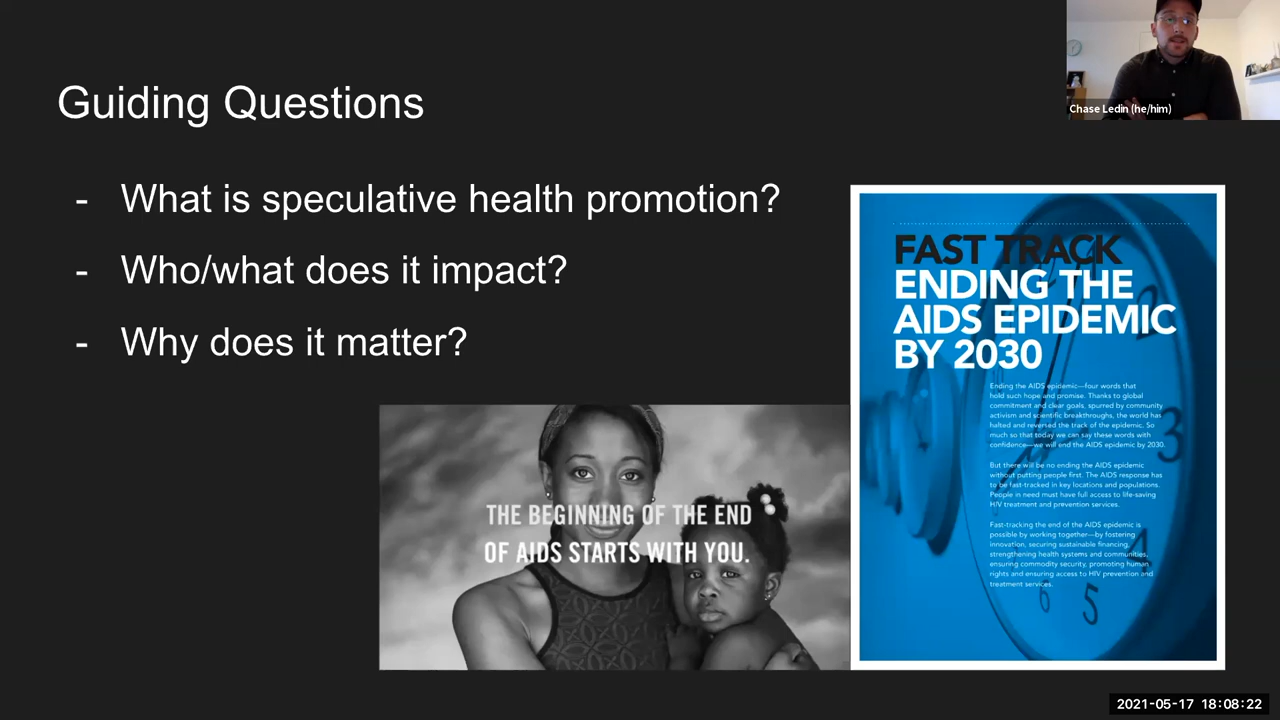 Guiding Questions
- What is speculative health promotion?
- Who/what does it impact?
- Why does it matter?
Chase Ledin (he/him)
FAST TRACK
ENDING THE
AIDS EPIDEMIC
BY 2030
Ending the AIDS epidemic—four words that
hold such hope and promise. Thanks to global
commitment and clear goals, spurred by community
activism and scientific breakthroughs, the world has
halted and reversed the track of the epidemic. So
much so that today we can say these words with
confidence—we will end the AIDS epidemic by 2030.
But there will be no ending the AIDS epidemic
without putting people first. The AIDS response has
to be fast-tracked in key locations and populations.
People in need must have full access to life-saving
HIV treatment and prevention services.
Fast-tracking the end of the AIDS epidemic is
possible by working together—by fostering
innovation, securing sustainable financing,
strengthening health systems and communities,
ensuring commodity security, promoting human
rights and ensuring access to HIV prevention and
treatment services.
2
3
4
5
6
THE BEGINNING OF THE END
OF AIDS STARTS WITH YOU.
2021-05-17 18:08:22